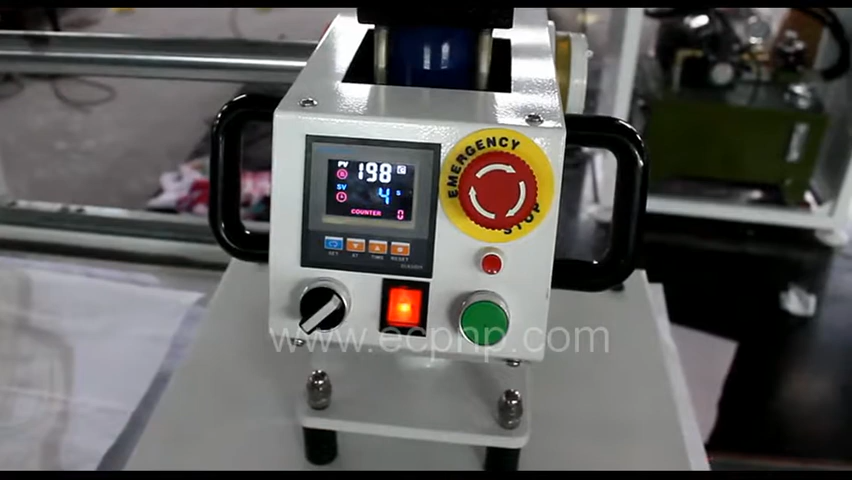 EMERGENCY
STOP
PV 198 C
SV 4 S
COUNTER 0
SET AT TIME RESET
www.ecpnp.com